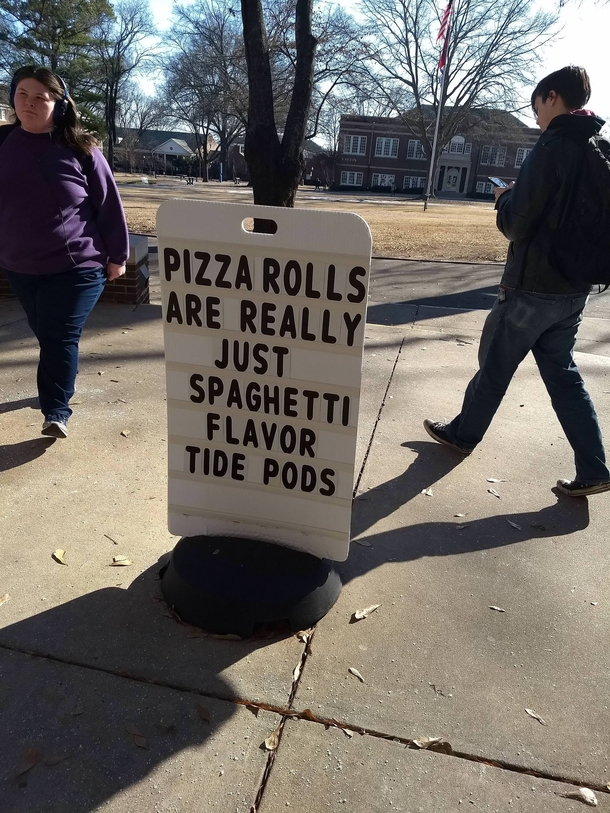 PIZZA ROLLS
ARE REALLY
JUST
SPAGHETTI
FLAVOR
TIDE PODS